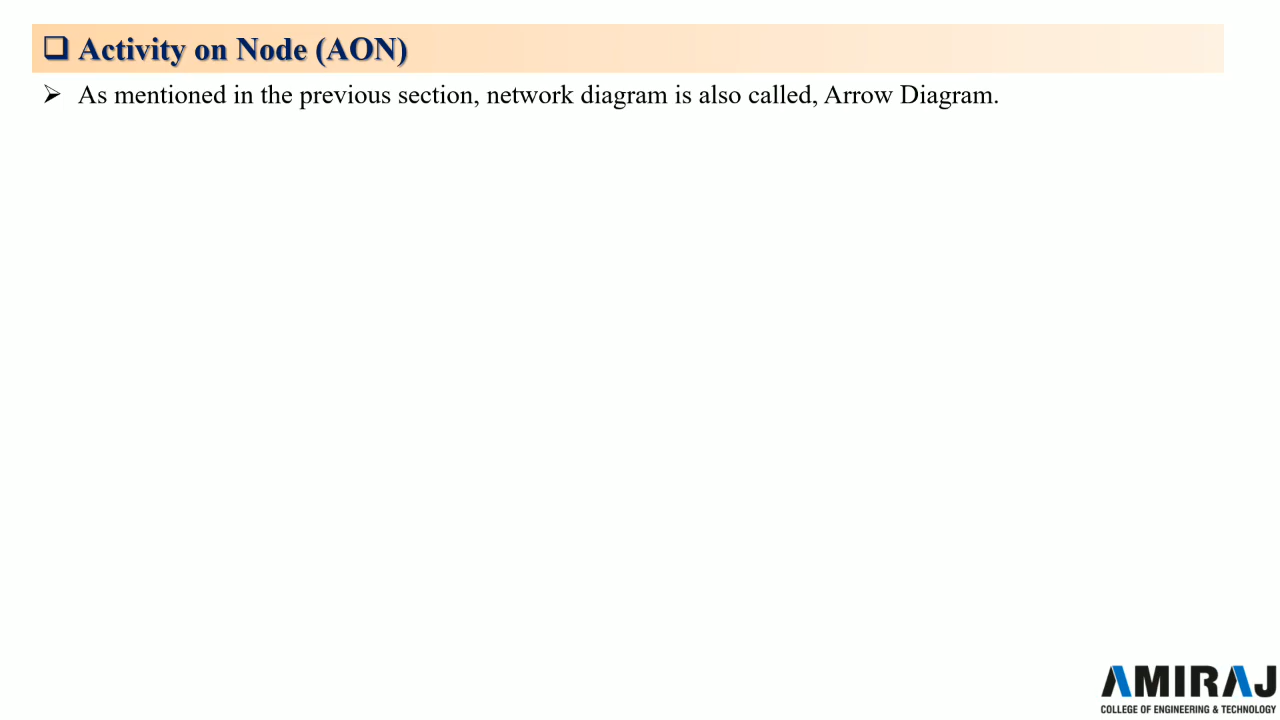 Activity on Node (AON)
As mentioned in the previous section, network diagram is also called, Arrow Diagram.
AMIRAJ
COLLEGE OF ENGINEERING & TECHNOLOGY